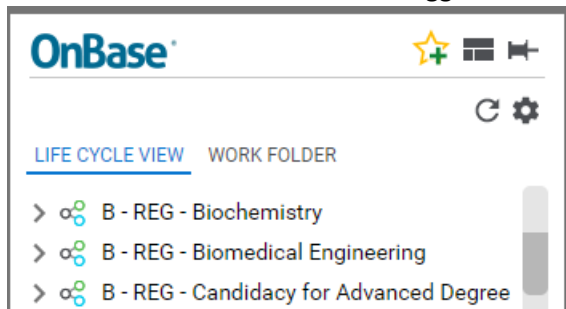 OnBase
LIFE CYCLE VIEW WORK FOLDER
B - REG - Biochemistry
B - REG - Biomedical Engineering
B - REG - Candidacy for Advanced Degree